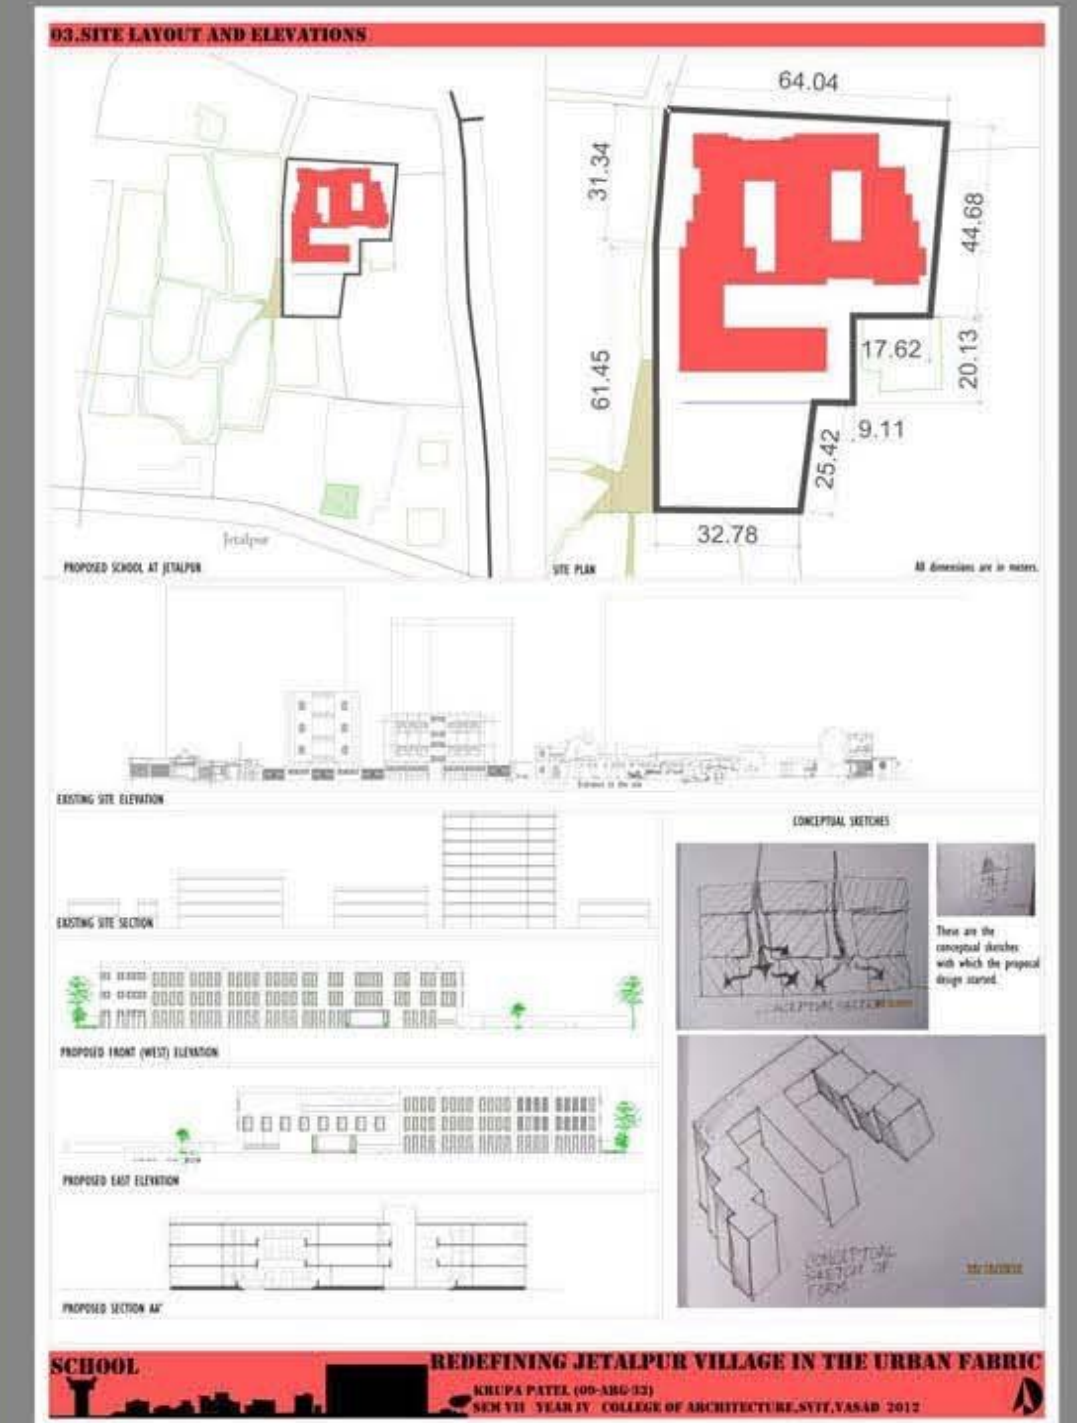 03.SITE LAYOUT AND ELEVATIONS
64.04
31.34
44.68
61.45
17.62
20.13
9.11
25.42
32.78
Jetalpur
PROPOSED SCHOOL AT JETALPUR
SITE PLAN
All dimensions are in meters.
EXISTING SITE ELEVATION
CONCEPTUAL SKETCHES
EXISTING SITE SECTION
These are the
conceptual sketches
with which the proposal
design started.
PROPOSED FRONT (WEST) ELEVATION
PROPOSED EAST ELEVATION
CONCEPTUAL
SKETCH OF
FORM
PROPOSED SECTION AA'
SCHOOL
REDEFINING JETALPUR VILLAGE IN THE URBAN FABRIC
KRUPA PATEL (09-ARG-33)
SEM VII YEAR IV COLLEGE OF ARCHITECTURE,SVIT,VASAD 2012